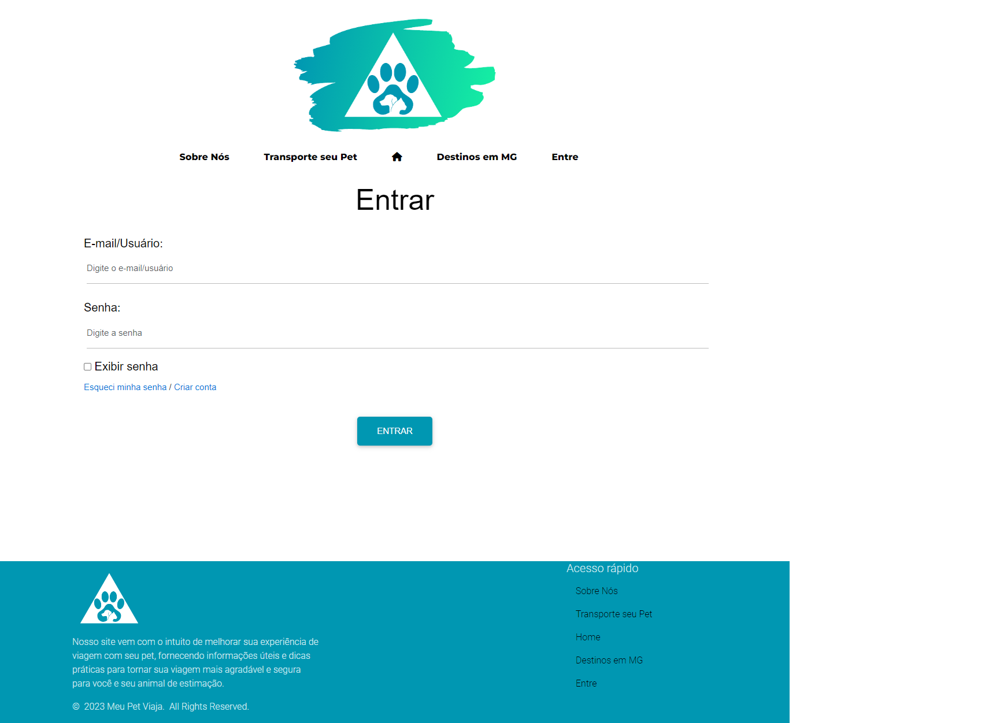 Sobre Nós Transporte seu Pet Destinos em MG Entre
Entrar
E-mail/Usuário:
Digite o e-mail/usuário
Senha:
Digite a senha
Exibir senha
Esqueci minha senha / Criar conta
ENTRAR
Nosso site vem com o intuito de melhorar sua experiência de
viagem com seu pet, fornecendo informações úteis e dicas
práticas para tornar sua viagem mais agradável e segura
para você e seu animal de estimação.
© 2023 Meu Pet Viaja. All Rights Reserved.
Acesso rápido
Sobre Nós
Transporte seu Pet
Home
Destinos em MG
Entre